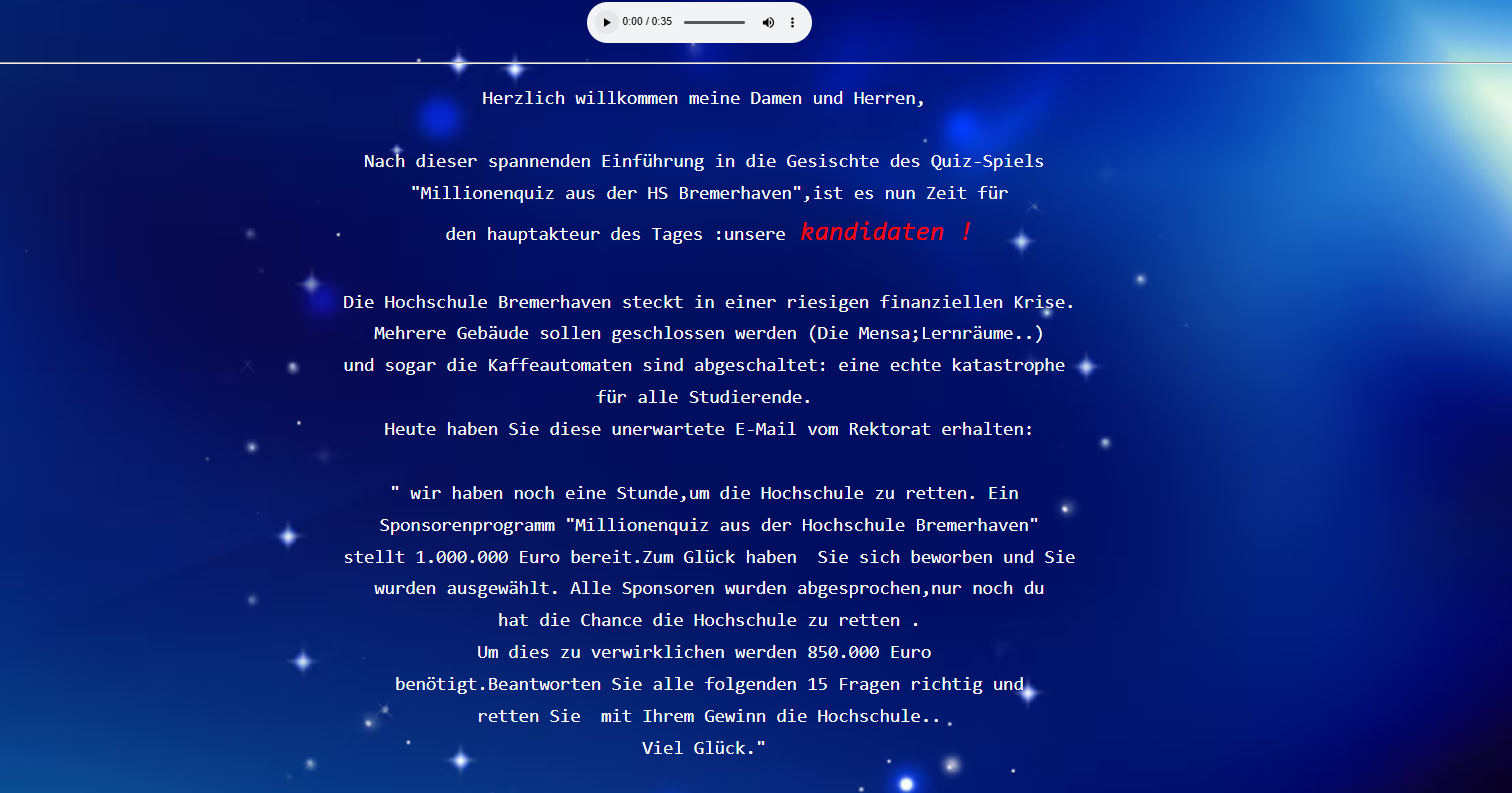 0:00 / 0:35
Herzlich willkommen meine Damen und Herren,
Nach dieser spannenden Einführung in die Gesischte des Quiz-Spiels
"Millionenquiz aus der HS Bremerhaven",ist es nun Zeit für
den hauptakteur des Tages :unsere kandidaten !
Die Hochschule Bremerhaven steckt in einer riesigen finanziellen Krise.
Mehrere Gebäude sollen geschlossen werden (Die Mensa;Lernräume..)
und sogar die Kaffeautomaten sind abgeschaltet: eine echte katastrophe
für alle Studierende.
Heute haben Sie diese unerwartete E-Mail vom Rektorat erhalten:
" wir haben noch eine Stunde,um die Hochschule zu retten. Ein
Sponsorenprogramm "Millionenquiz aus der Hochschule Bremerhaven"
stellt 1.000.000 Euro bereit.Zum Glück haben  Sie sich beworben und Sie
wurden ausgewählt. Alle Sponsoren wurden abgesprochen,nur noch du
hat die Chance die Hochschule zu retten .
Um dies zu verwirklichen werden 850.000 Euro
benötigt.Beantworten Sie alle folgenden 15 Fragen richtig und
retten Sie  mit Ihrem Gewinn die Hochschule..
Viel Glück."